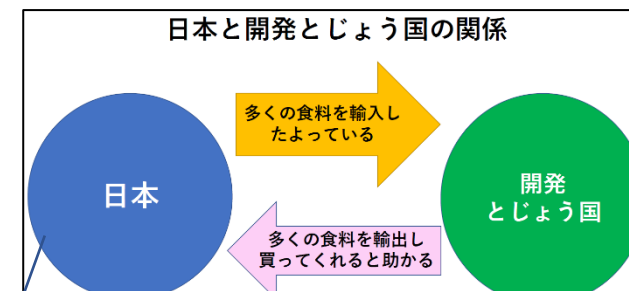 日本と開発とじょう国の関係
多くの食料を輸入し
たよっている
日本
開発
とじょう国
多くの食料を輸出し
買ってくれると助かる